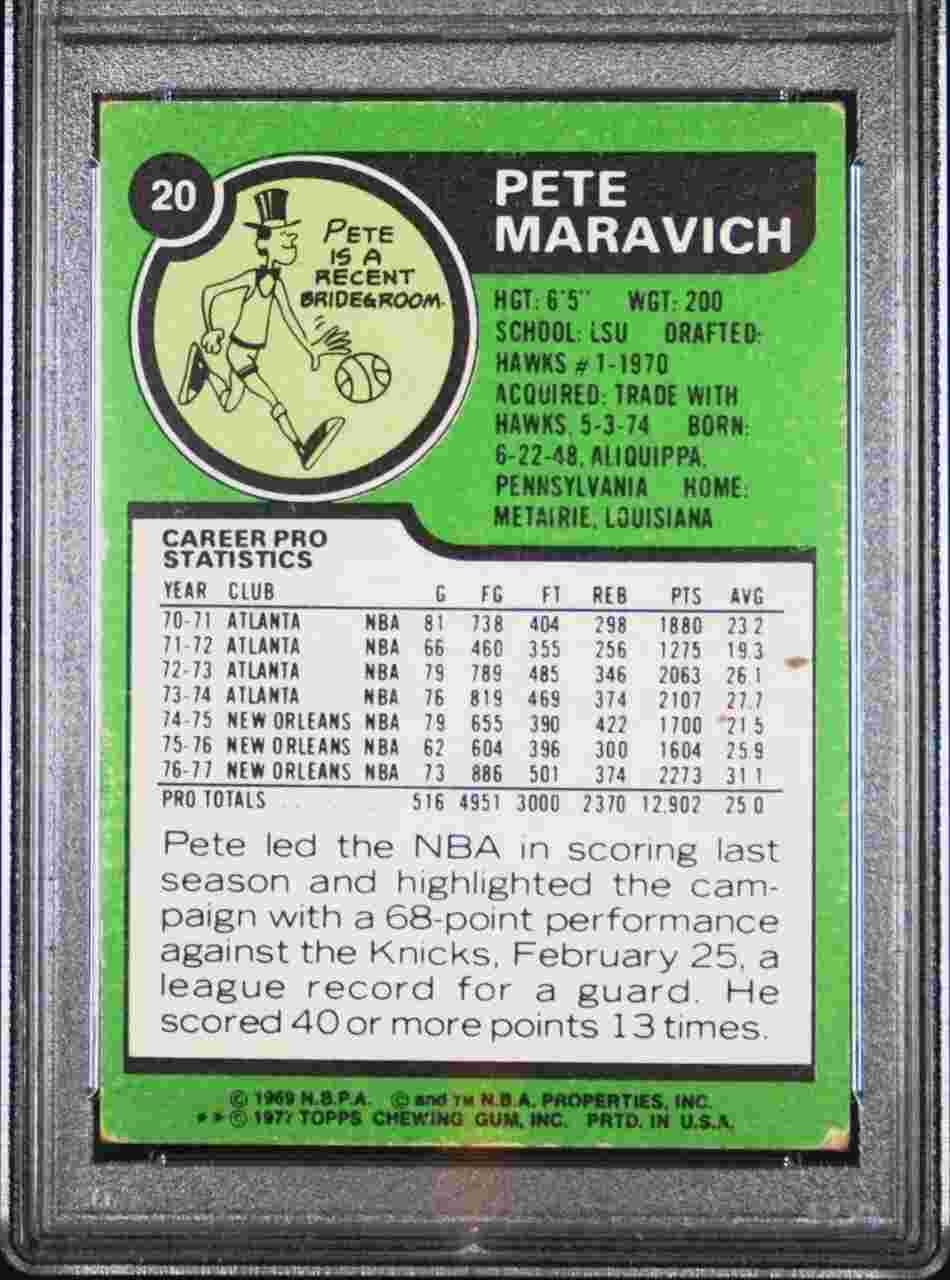 20
PETE
IS A
RECENT
BRIDEGROOM.
PETE
MARAVICH
HGT: 6'5" WGT: 200
SCHOOL: LSU DRAFTED:
HAWKS #1-1970
ACQUIRED: TRADE WITH
HAWKS, 5-3-74 BORN:
6-22-48, ALIQUIPPA,
PENNSYLVANIA HOME:
METAIRIE, LOUISIANA
CAREER PRO
STATISTICS
YEAR CLUB G FG FT REB PTS AVG
70-71 ATLANTA NBA 81 738 404 298 1880 23.2
71-72 ATLANTA NBA 66 460 355 256 1275 19.3
72-73 ATLANTA NBA 79 789 485 346 2063 26.1
73-74 ATLANTA NBA 76 819 469 374 2107 27.7
74-75 NEW ORLEANS NBA 79 655 390 422 1700 21.5
75-76 NEW ORLEANS NBA 62 604 396 300 1604 25.9
76-77 NEW ORLEANS NBA 73 886 501 374 2273 31.1
PRO TOTALS 516 4951 3000 2370 12,902 25.0
Pete led the NBA in scoring last
season and highlighted the cam-
paign with a 68-point performance
against the Knicks, February 25, a
league record for a guard. He
scored 40 or more points 13 times.
© 1969 N.B.P.A. © and TM N.B.A. PROPERTIES, INC.
**© 1977 TOPPS CHEWING GUM, INC. PRTD. IN U.S.A.